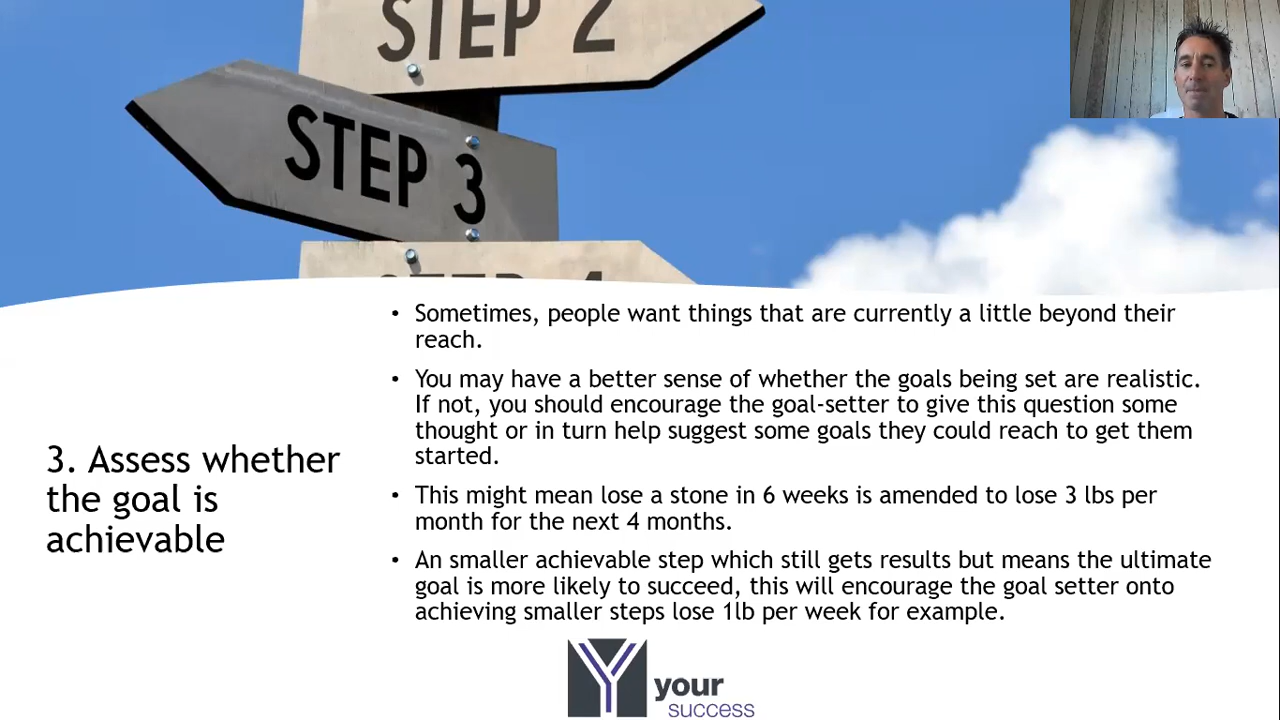 STEP 2
STEP 3
STEP 4
• Sometimes, people want things that are currently a little beyond their
reach.
• You may have a better sense of whether the goals being set are realistic.
If not, you should encourage the goal-setter to give this question some
thought or in turn help suggest some goals they could reach to get them
started.
3. Assess whether
the goal is
achievable
• This might mean lose a stone in 6 weeks is amended to lose 3 lbs per
month for the next 4 months.
• An smaller achievable step which still gets results but means the ultimate
goal is more likely to succeed, this will encourage the goal setter onto
achieving smaller steps lose 1lb per week for example.
Y your
success